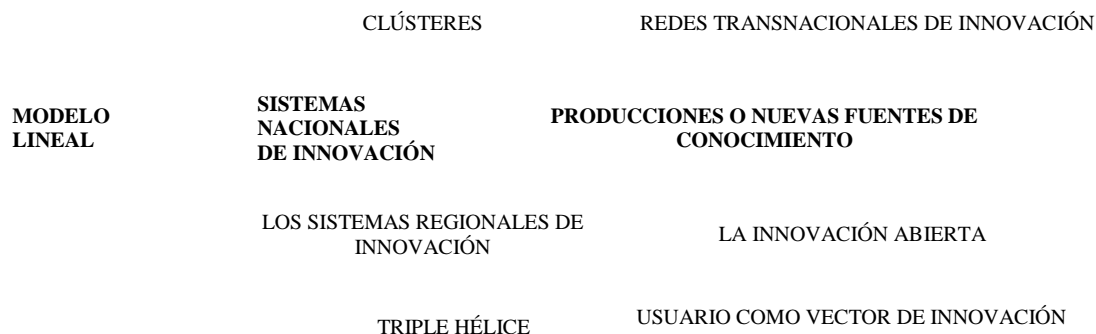 CLÚSTERES
REDES TRANSNACIONALES DE INNOVACIÓN
MODELO
LINEAL
SISTEMAS
NACIONALES
DE INNOVACIÓN
PRODUCCIONES O NUEVAS FUENTES DE
CONOCIMIENTO
LOS SISTEMAS REGIONALES DE
INNOVACIÓN
LA INNOVACIÓN ABIERTA
TRIPLE HÉLICE
USUARIO COMO VECTOR DE INNOVACIÓN